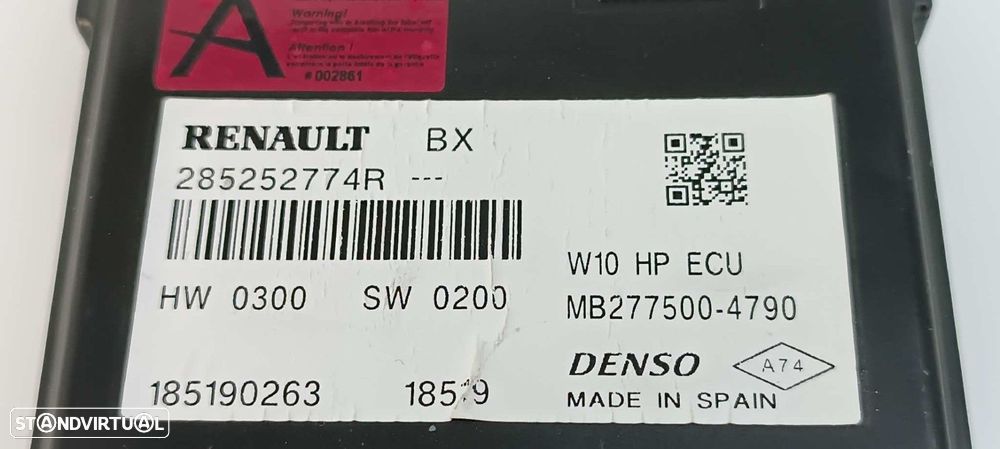 A
Warning!
Attention !
#002861
RENAULT BX
285252774R ---
W10 HP ECU
HW 0300 SW 0200
MB277500-4790
DENSO A74
185190263 18519
MADE IN SPAIN
STANDVIRTUAL